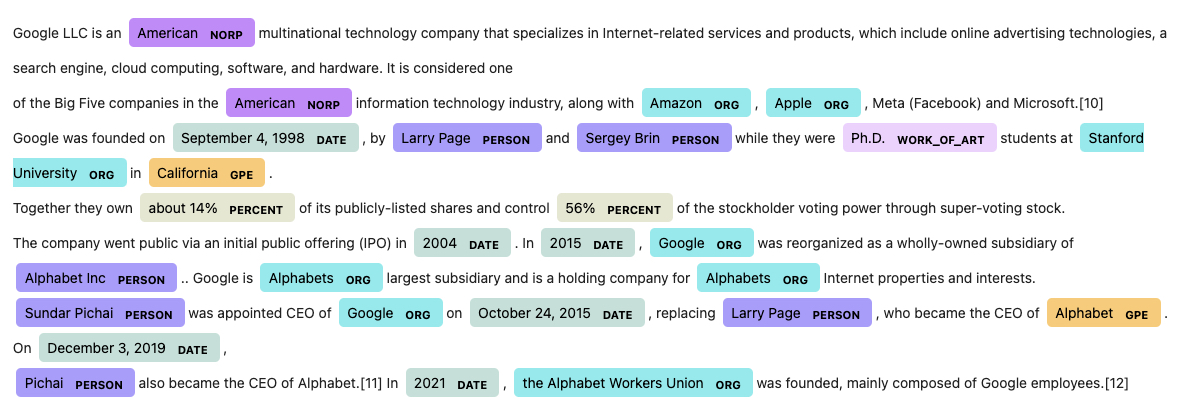 Google LLC is an American NORP multinational technology company that specializes in Internet-related services and products, which include online advertising technologies, a
search engine, cloud computing, software, and hardware. It is considered one
of the Big Five companies in the American NORP information technology industry, along with Amazon ORG , Apple ORG , Meta (Facebook) and Microsoft.[10]
Google was founded on September 4, 1998 DATE , by Larry Page PERSON and Sergey Brin PERSON while they were Ph.D. WORK_OF_ART students at Stanford
University ORG in California GPE .
Together they own about 14% PERCENT of its publicly-listed shares and control 56% PERCENT of the stockholder voting power through super-voting stock.
The company went public via an initial public offering (IPO) in 2004 DATE . In 2015 DATE , Google ORG was reorganized as a wholly-owned subsidiary of
Alphabet Inc PERSON .. Google is Alphabets ORG largest subsidiary and is a holding company for Alphabets ORG Internet properties and interests.
Sundar Pichai PERSON was appointed CEO of Google ORG on October 24, 2015 DATE , replacing Larry Page PERSON , who became the CEO of Alphabet GPE .
On December 3, 2019 DATE ,
Pichai PERSON also became the CEO of Alphabet.[11] In 2021 DATE , the Alphabet Workers Union ORG was founded, mainly composed of Google employees.[12]